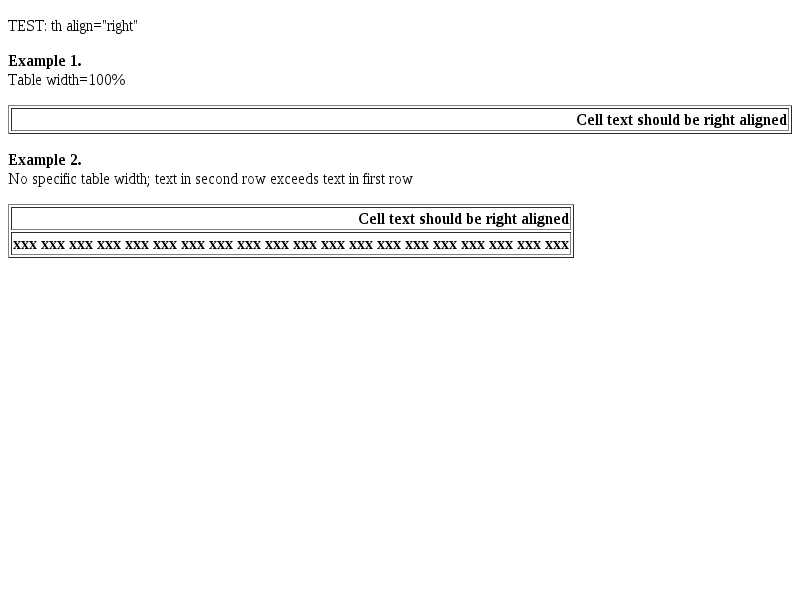 TEST: th align="right"
Example 1.
Table width=100%
Cell text should be right aligned
Example 2.
No specific table width; text in second row exceeds text in first row
Cell text should be right aligned
xxx xxx xxx xxx xxx xxx xxx xxx xxx xxx xxx xxx xxx xxx xxx xxx xxx xxx xxx xxx